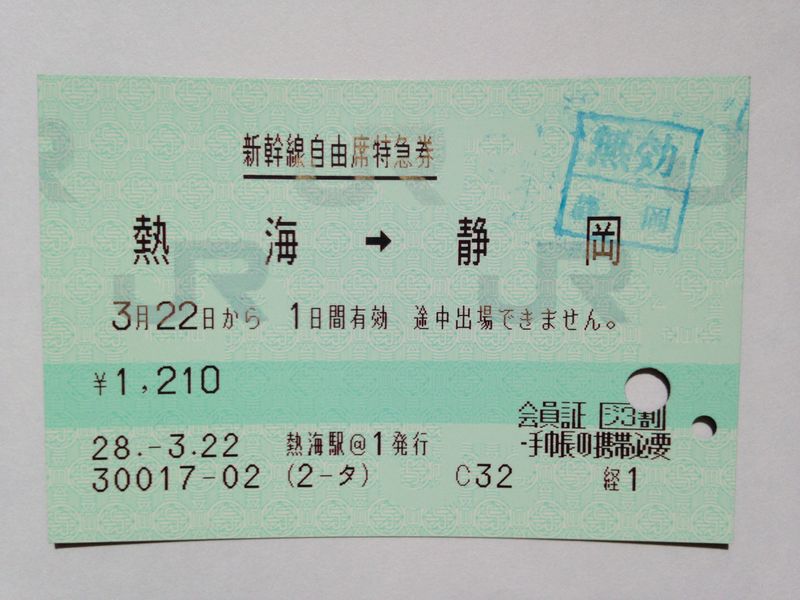 新幹線自由席特急券
無効
静岡
熱海 → 静岡
3月22日から 1日間有効 途中出場できません。
¥1,210
会員証 ジ3割
・手帳の携帯必要
28.-3.22 熱海駅@1発行
30017-02 (2-タ) C32 経1